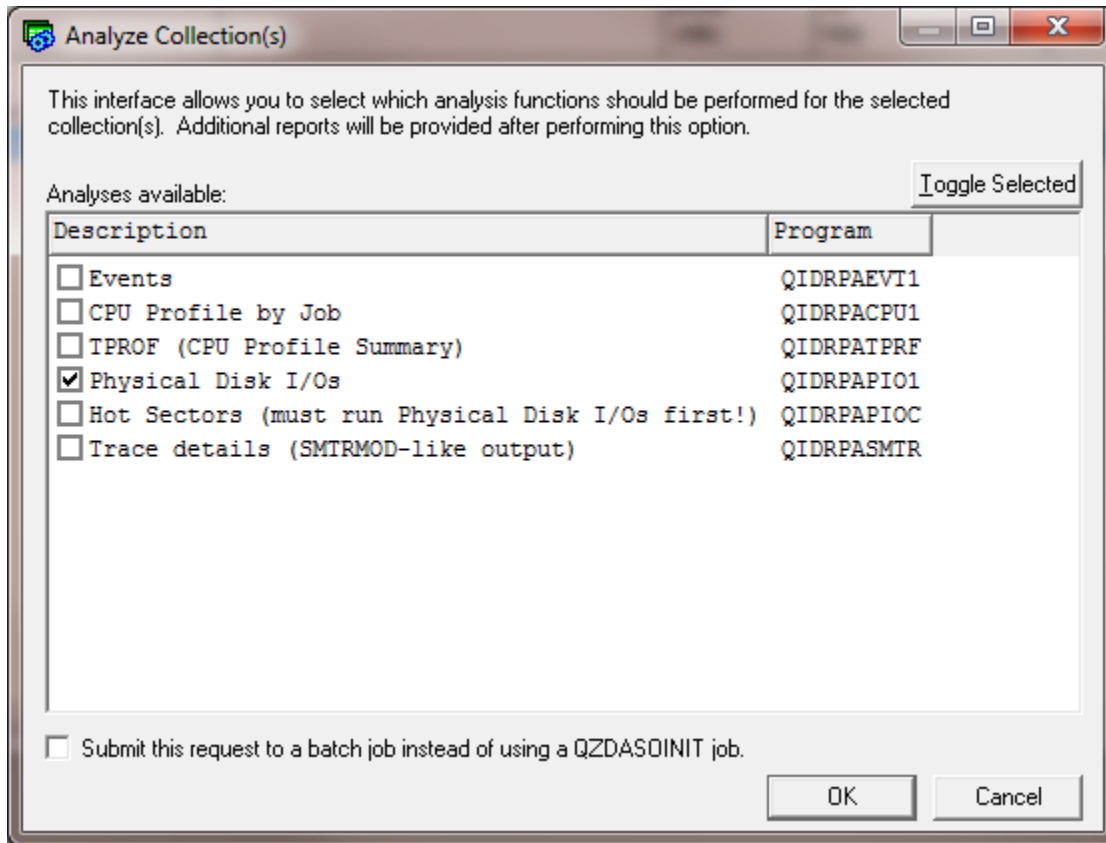 Analyze Collection(s)
This interface allows you to select which analysis functions should be performed for the selected
collection(s).  Additional reports will be provided after performing this option.
Toggle Selected
Analyses available:
Description Program
Events QIDRPAEVT1
CPU Profile by Job QIDRPACPU1
TPROF (CPU Profile Summary) QIDRPATPRF
Physical Disk I/Os QIDRPAPIO1
Hot Sectors (must run Physical Disk I/Os first!) QIDRPAPIOC
Trace details (SMTRMOD-like output) QIDRPASMTR
Submit this request to a batch job instead of using a QZDASOINIT job.
OK Cancel